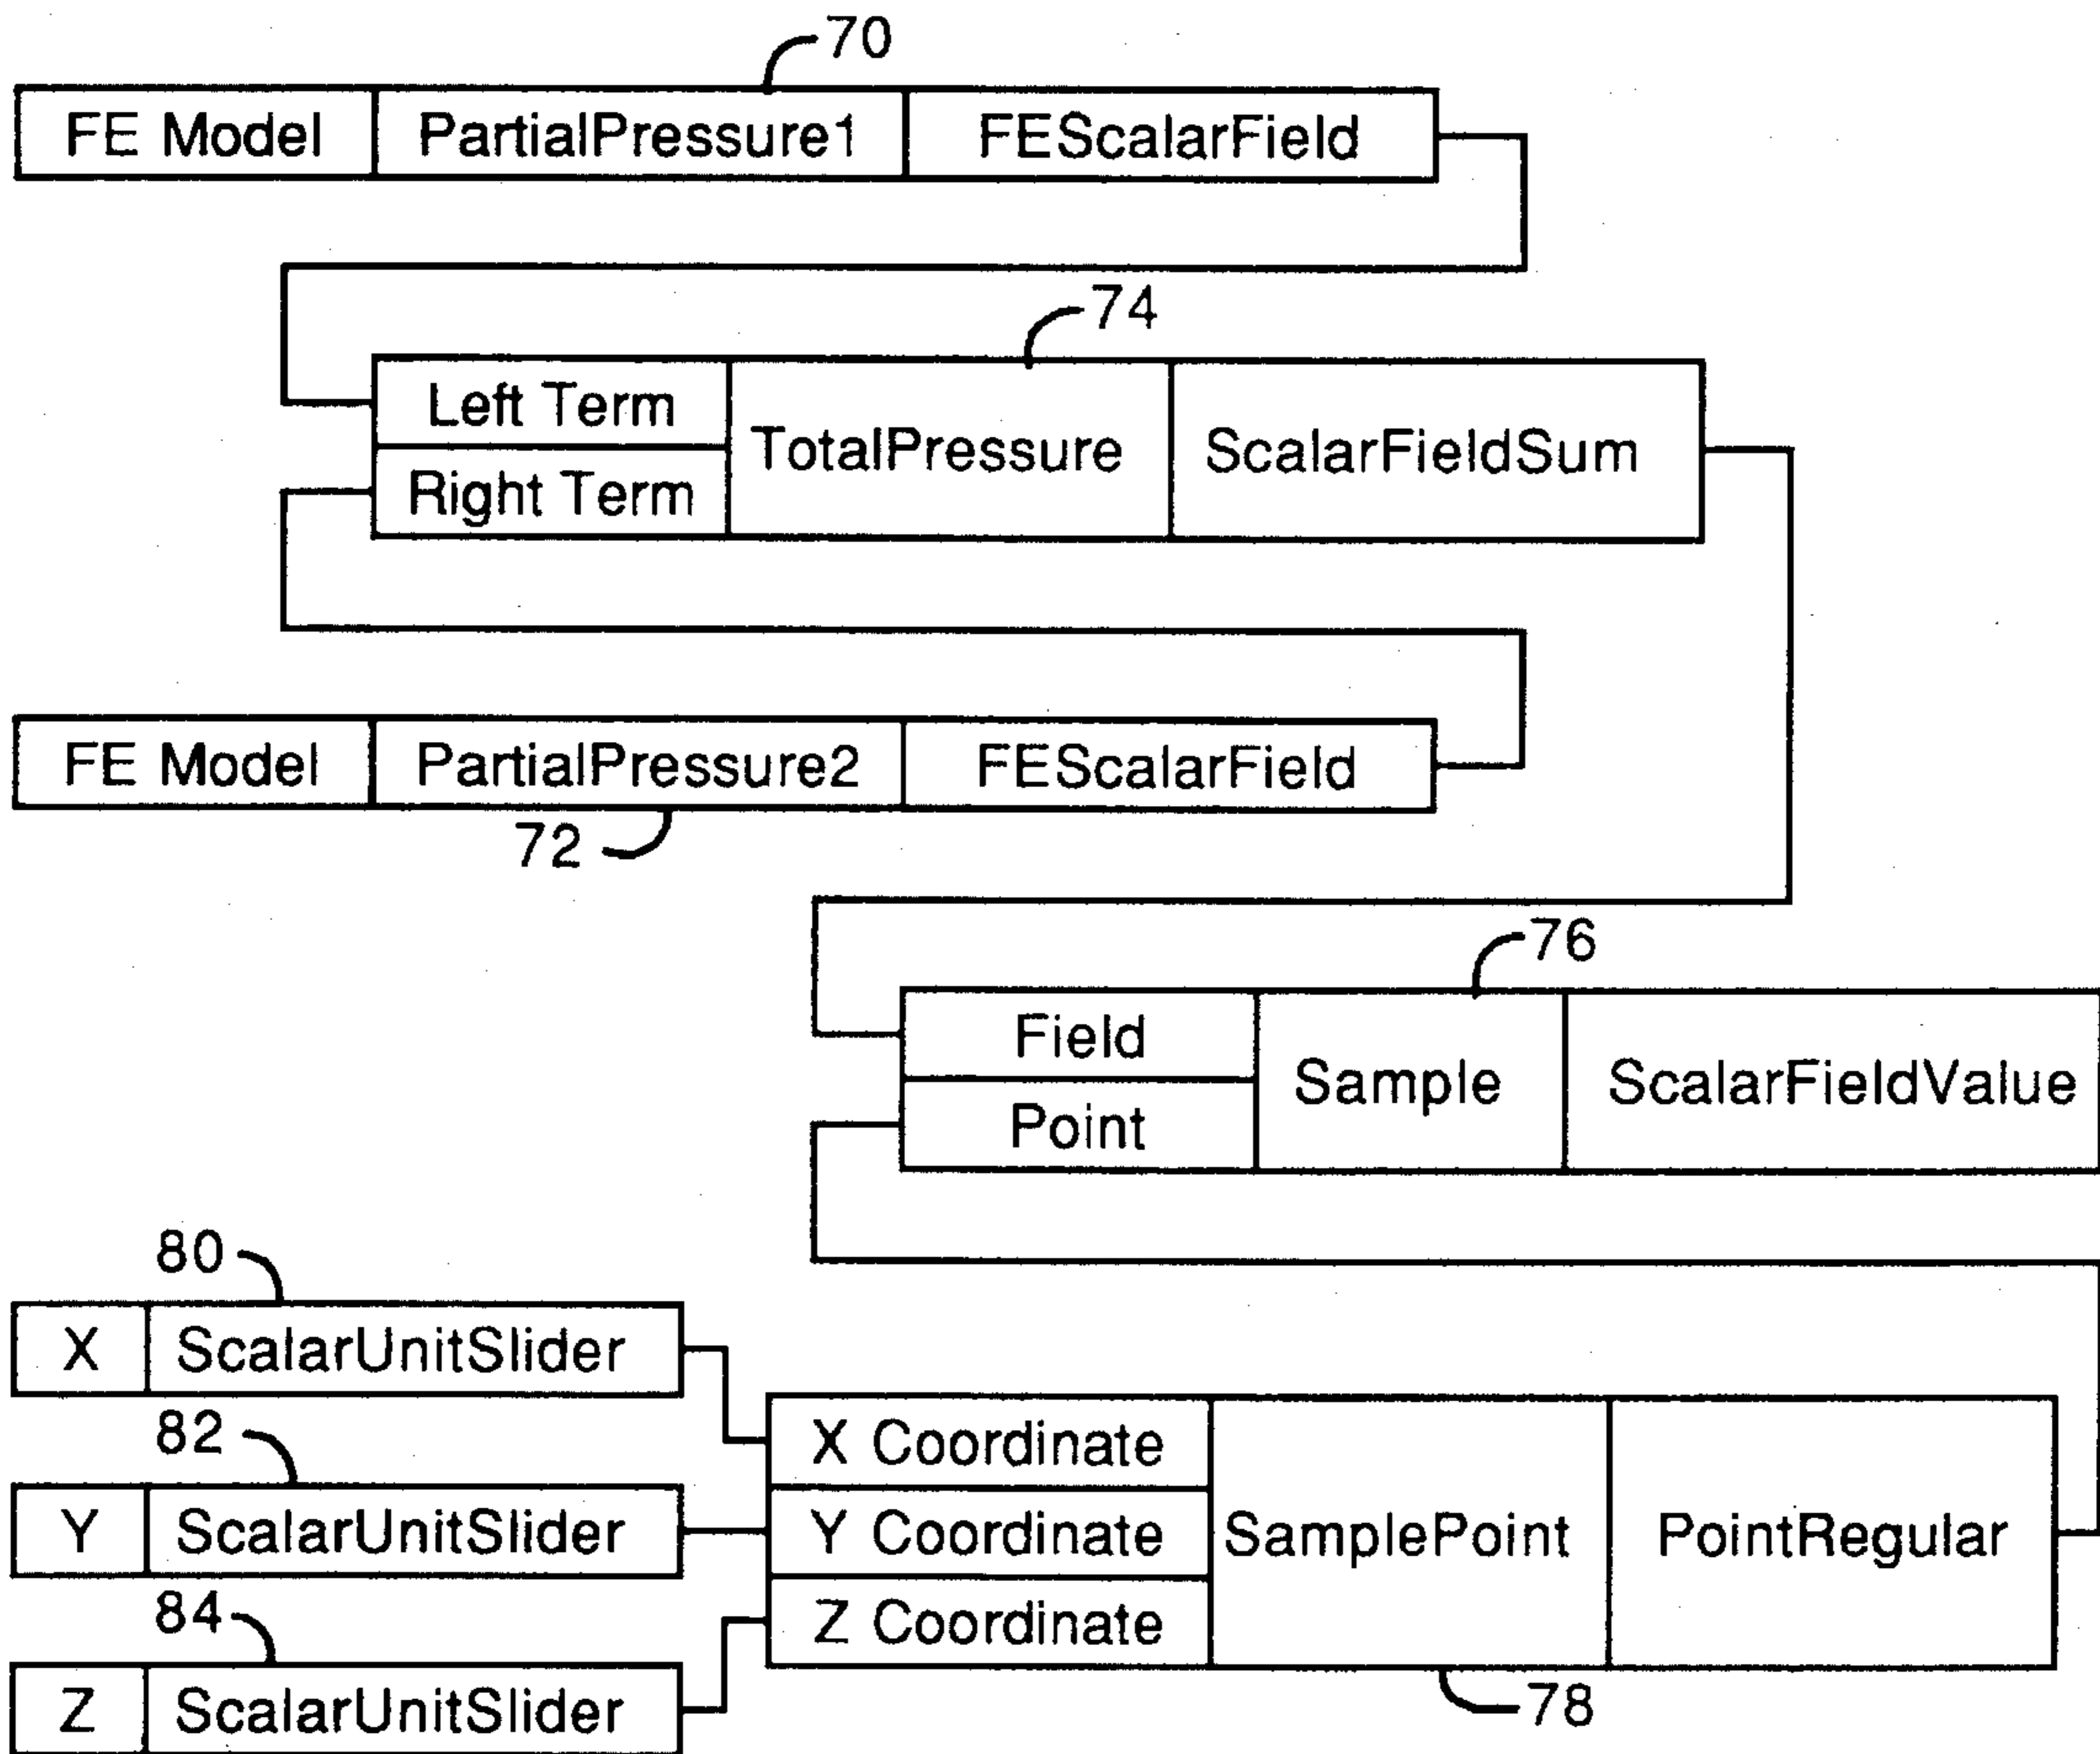 70
FE Model PartialPressure1 FEScalarField
74
Left Term
TotalPressure ScalarFieldSum
Right Term
FE Model PartialPressure2 FEScalarField
72
76
Field
Sample ScalarFieldValue
Point
80
X ScalarUnitSlider
82
X Coordinate
Y ScalarUnitSlider
Y Coordinate SamplePoint PointRegular
84
Z Coordinate
Z ScalarUnitSlider
78